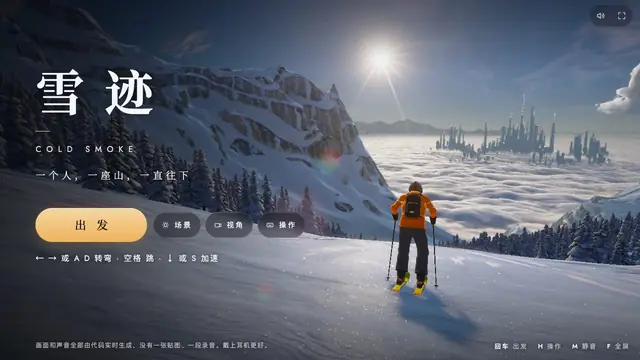 雪迹
COLD SMOKE
一个人，一座山，一直往下
出发
场景
视角
操作
← → 或 A D 转弯 · 空格 跳 · ↓ 或 S 加速
画面和声音全部由代码实时生成，没有一张贴图，一段录音。戴上耳机更好。
回车 出发 H 操作 M 静音 F 全屏